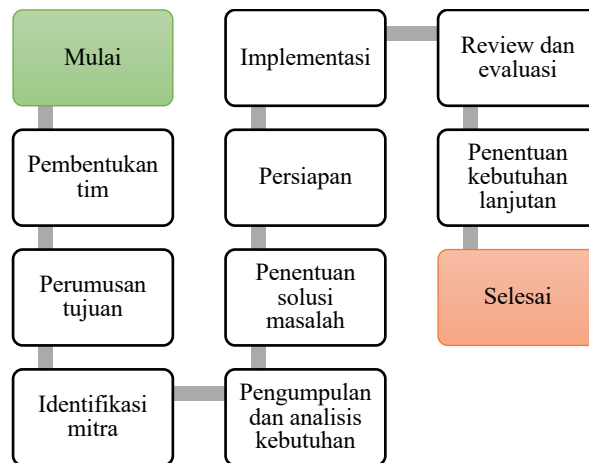 Mulai
Pembentukan
tim
Perumusan
tujuan
Identifikasi
mitra
Pengumpulan
dan analisis
kebutuhan
Penentuan
solusi
masalah
Persiapan
Implementasi
Review dan
evaluasi
Penentuan
kebutuhan
lanjutan
Selesai